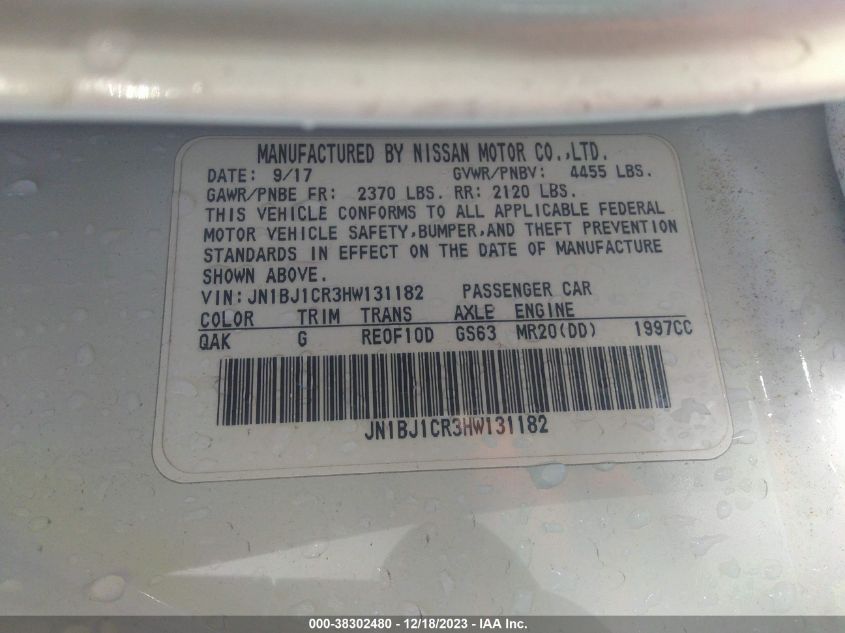 MANUFACTURED BY NISSAN MOTOR CO.,LTD.
DATE: 9/17 GVWR/PNBV: 4455 LBS.
GAWR/PNBE FR: 2370 LBS. RR: 2120 LBS.
THIS VEHICLE CONFORMS TO ALL APPLICABLE FEDERAL
MOTOR VEHICLE SAFETY,BUMPER,AND THEFT PREVENTION
STANDARDS IN EFFECT ON THE DATE OF MANUFACTURE
SHOWN ABOVE.
VIN:JN1BJ1CR3HW131182 PASSENGER CAR
COLOR TRIM TRANS AXLE ENGINE
QAK G RE0F10D GS63 MR20(DD) 1997CC
JN1BJ1CR3HW131182
000-38302480 - 12/18/2023 - IAA Inc.